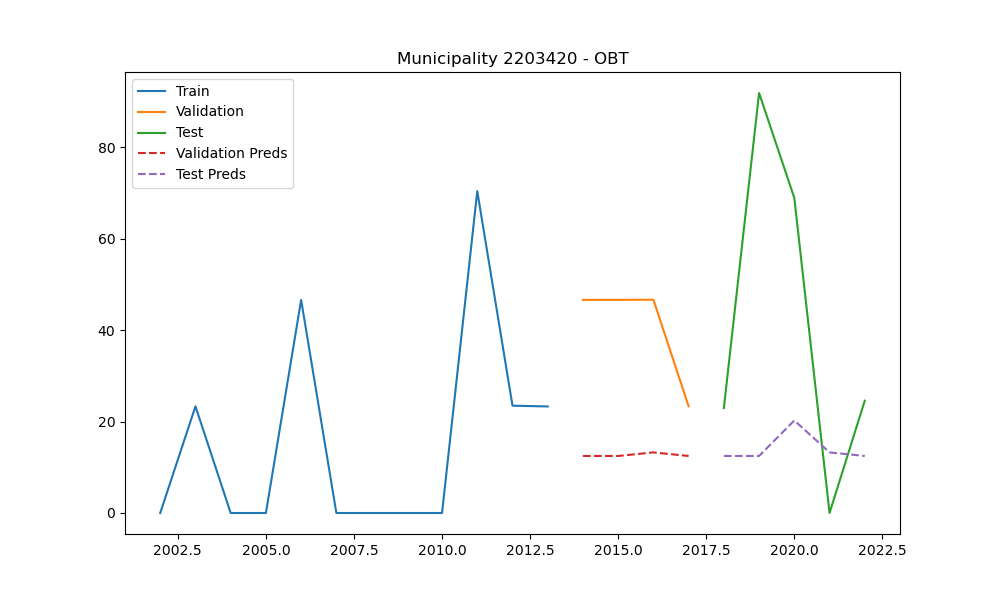 Municipality 2203420 - OBT
Train
Validation
Test
Validation Preds
Test Preds
80
60
40
20
0
2002.5 2005.0 2007.5 2010.0 2012.5 2015.0 2017.5 2020.0 2022.5